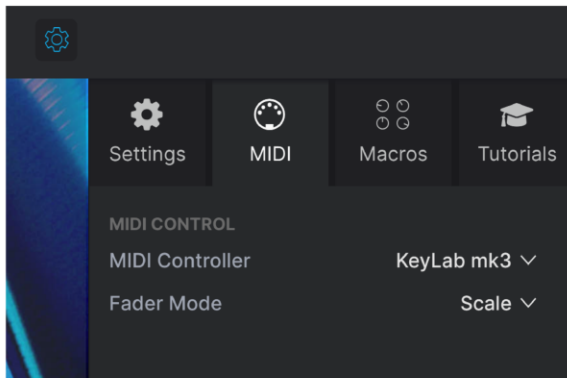 Settings MIDI Macros Tutorials
MIDI CONTROL
MIDI Controller KeyLab mk3
Fader Mode Scale